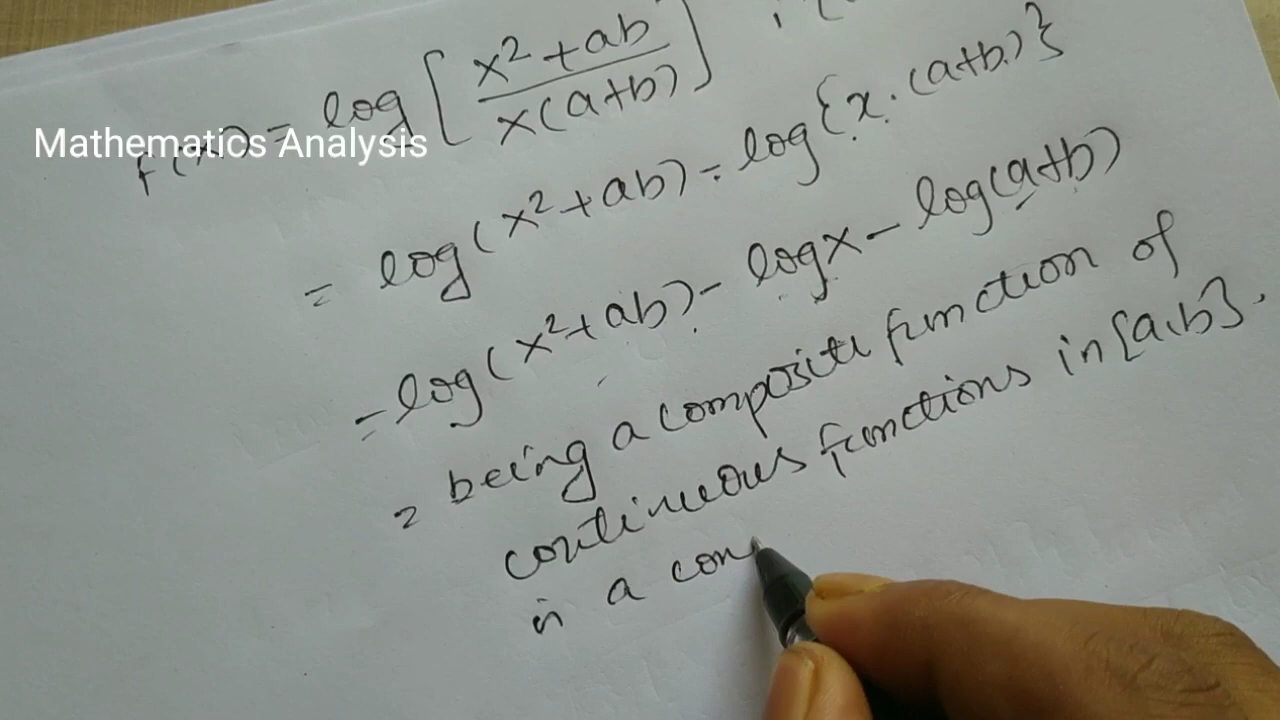 f(x) = log [ x² + ab / x(a+b) ]
Mathematics Analysis
= log(x² + ab) - log{x.(a+b)}
= log(x² + ab) - log x - log(a+b)
= being a composite function of
continuous functions in [a,b].
is a con